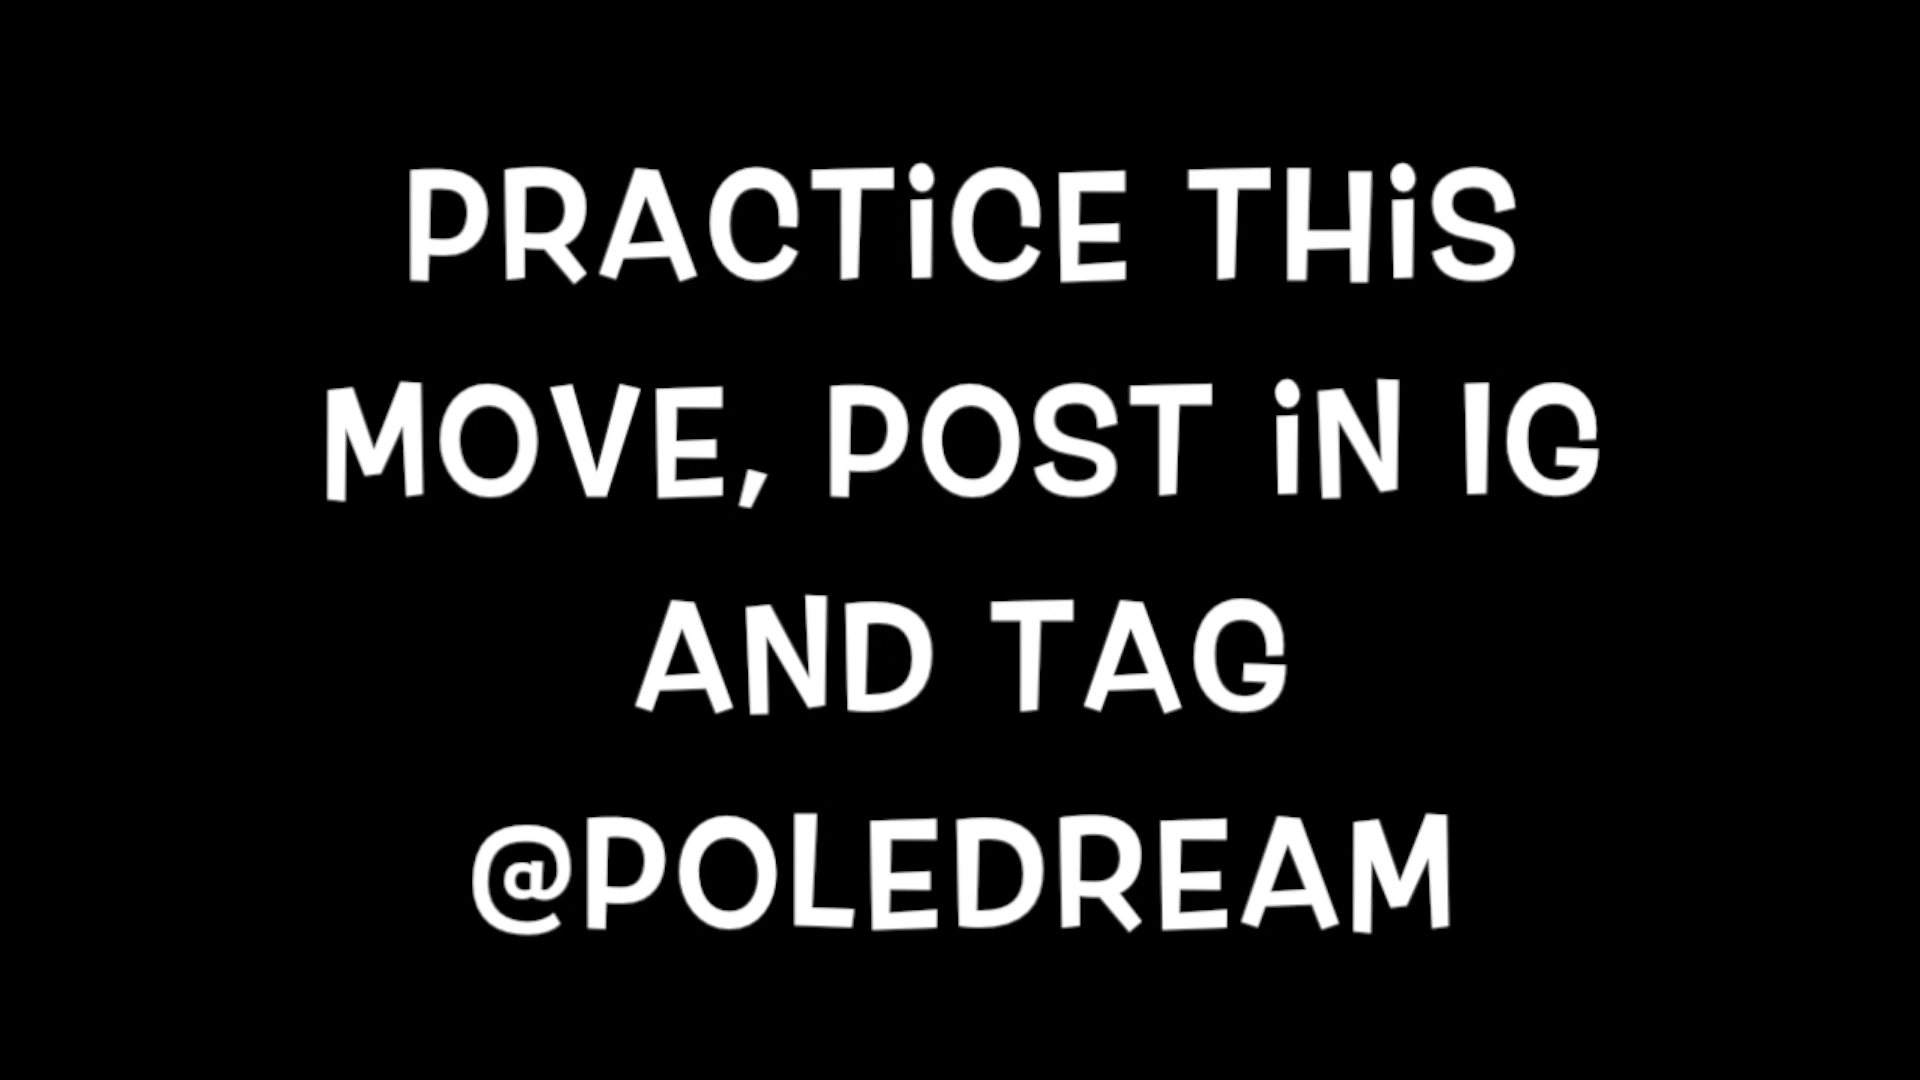 PRACTiCE THiS
MOVE, POST iN IG
AND TAG
@POLEDREAM